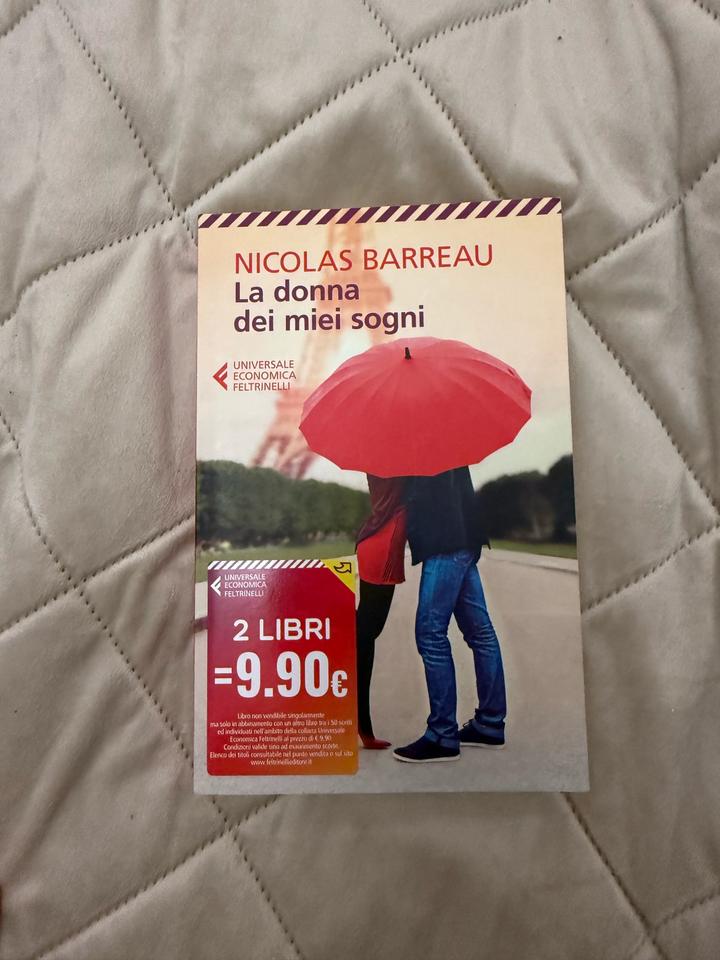 NICOLAS BARREAU
La donna
dei miei sogni
UNIVERSALE
ECONOMICA
FELTRINELLI
UNIVERSALE
ECONOMICA
FELTRINELLI
2 LIBRI
=9.90€
Libro non vendibile singolarmente
ma solo in abbinamento con un altro libro tra i 50 scelti
ed individuati nell'ambito della collana Universale
Economica Feltrinelli al prezzo di € 9,90.
Condizioni valide sino ad esaurimento scorte.
Elenco dei titoli consultabile nel punto vendita o sul sito
www.feltrinellieditore.it